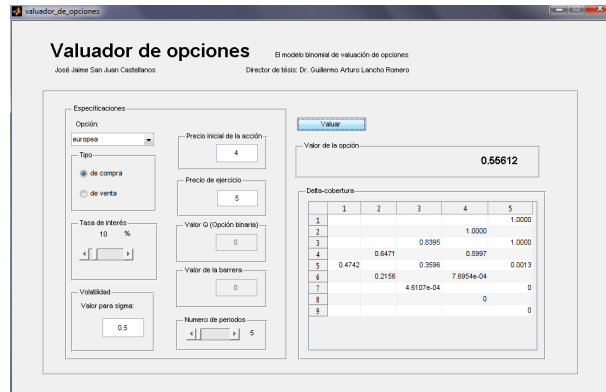 valuador_de_opciones
Valuador de opciones
El modelo binomial de valuación de opciones
José Jaime San Juan Castellanos
Director de tésis: Dr. Guillermo Arturo Lancho Romero
Especificaciones
Opción:
europea
Tipo
de compra
de venta
Tasa de interés
10 %
Volatilidad
Valor para sigma:
0.5
Precio inicial de la acción
4
Precio de ejercicio
5
Valor Q (Opción binaria)
0
Valor de la barrera
0
Numero de periodos
5
Valuar
Valor de la opción
0.55612
Delta-cobertura
1 2 3 4 5
1 1.0000
2 1.0000
3 0.8395 1.0000
4 0.6471 0.5997
5 0.4742 0.3596 0.0013
6 0.2156 7.6954e-04
7 4.6107e-04 0
8 0
9 0